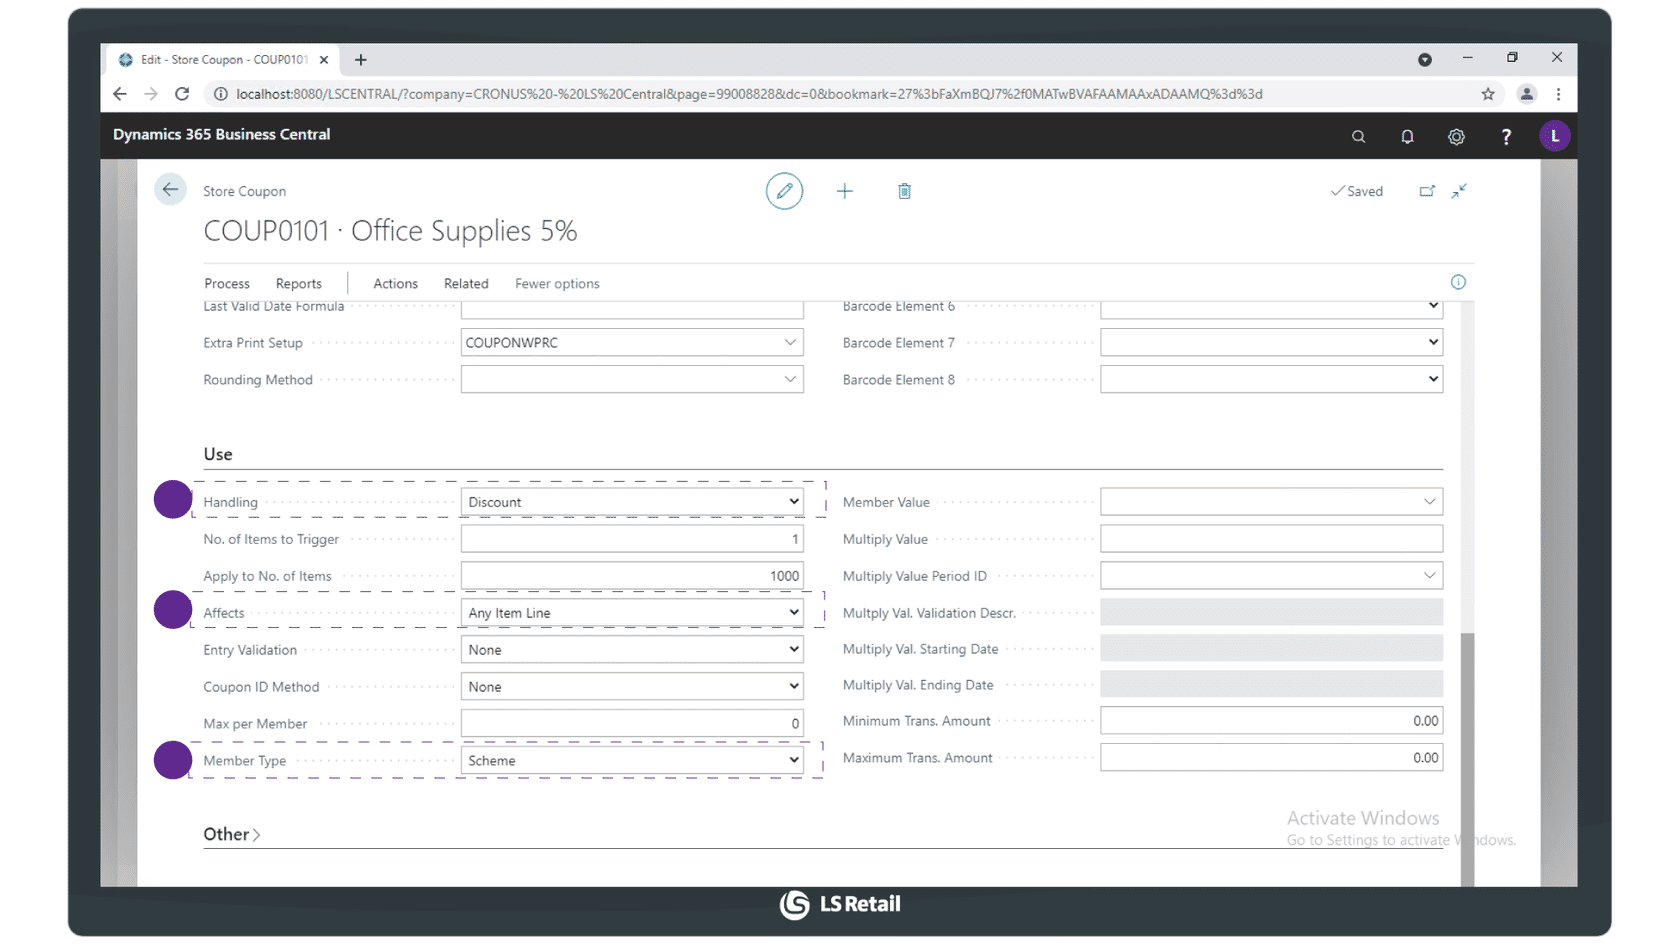 Edit - Store Coupon - COUP0101
localhost:8080/LSCENTRAL/?company=CRONUS%20-%20LS%20Central&page=99008828&dc=0&bookmark=27%3bFaXmBQJ7%2f0MATwBVAFAAMAAxADAAMQ%3d%3d
Dynamics 365 Business Central
?
L
Store Coupon
Saved
COUP0101 · Office Supplies 5%
Process Reports Actions Related Fewer options
Last Valid Date Formula
Barcode Element 6
Extra Print Setup COUPONWPRC
Barcode Element 7
Rounding Method
Barcode Element 8
Use
Handling Discount
Member Value
No. of Items to Trigger 1
Multiply Value
Apply to No. of Items 1000
Multiply Value Period ID
Affects Any Item Line
Multply Val. Validation Descr.
Entry Validation None
Multiply Val. Starting Date
Coupon ID Method None
Multiply Val. Ending Date
Max per Member 0
Minimum Trans. Amount 0.00
Member Type Scheme
Maximum Trans. Amount 0.00
Other
Activate Windows
Go to Settings to activate Windows.
LS Retail